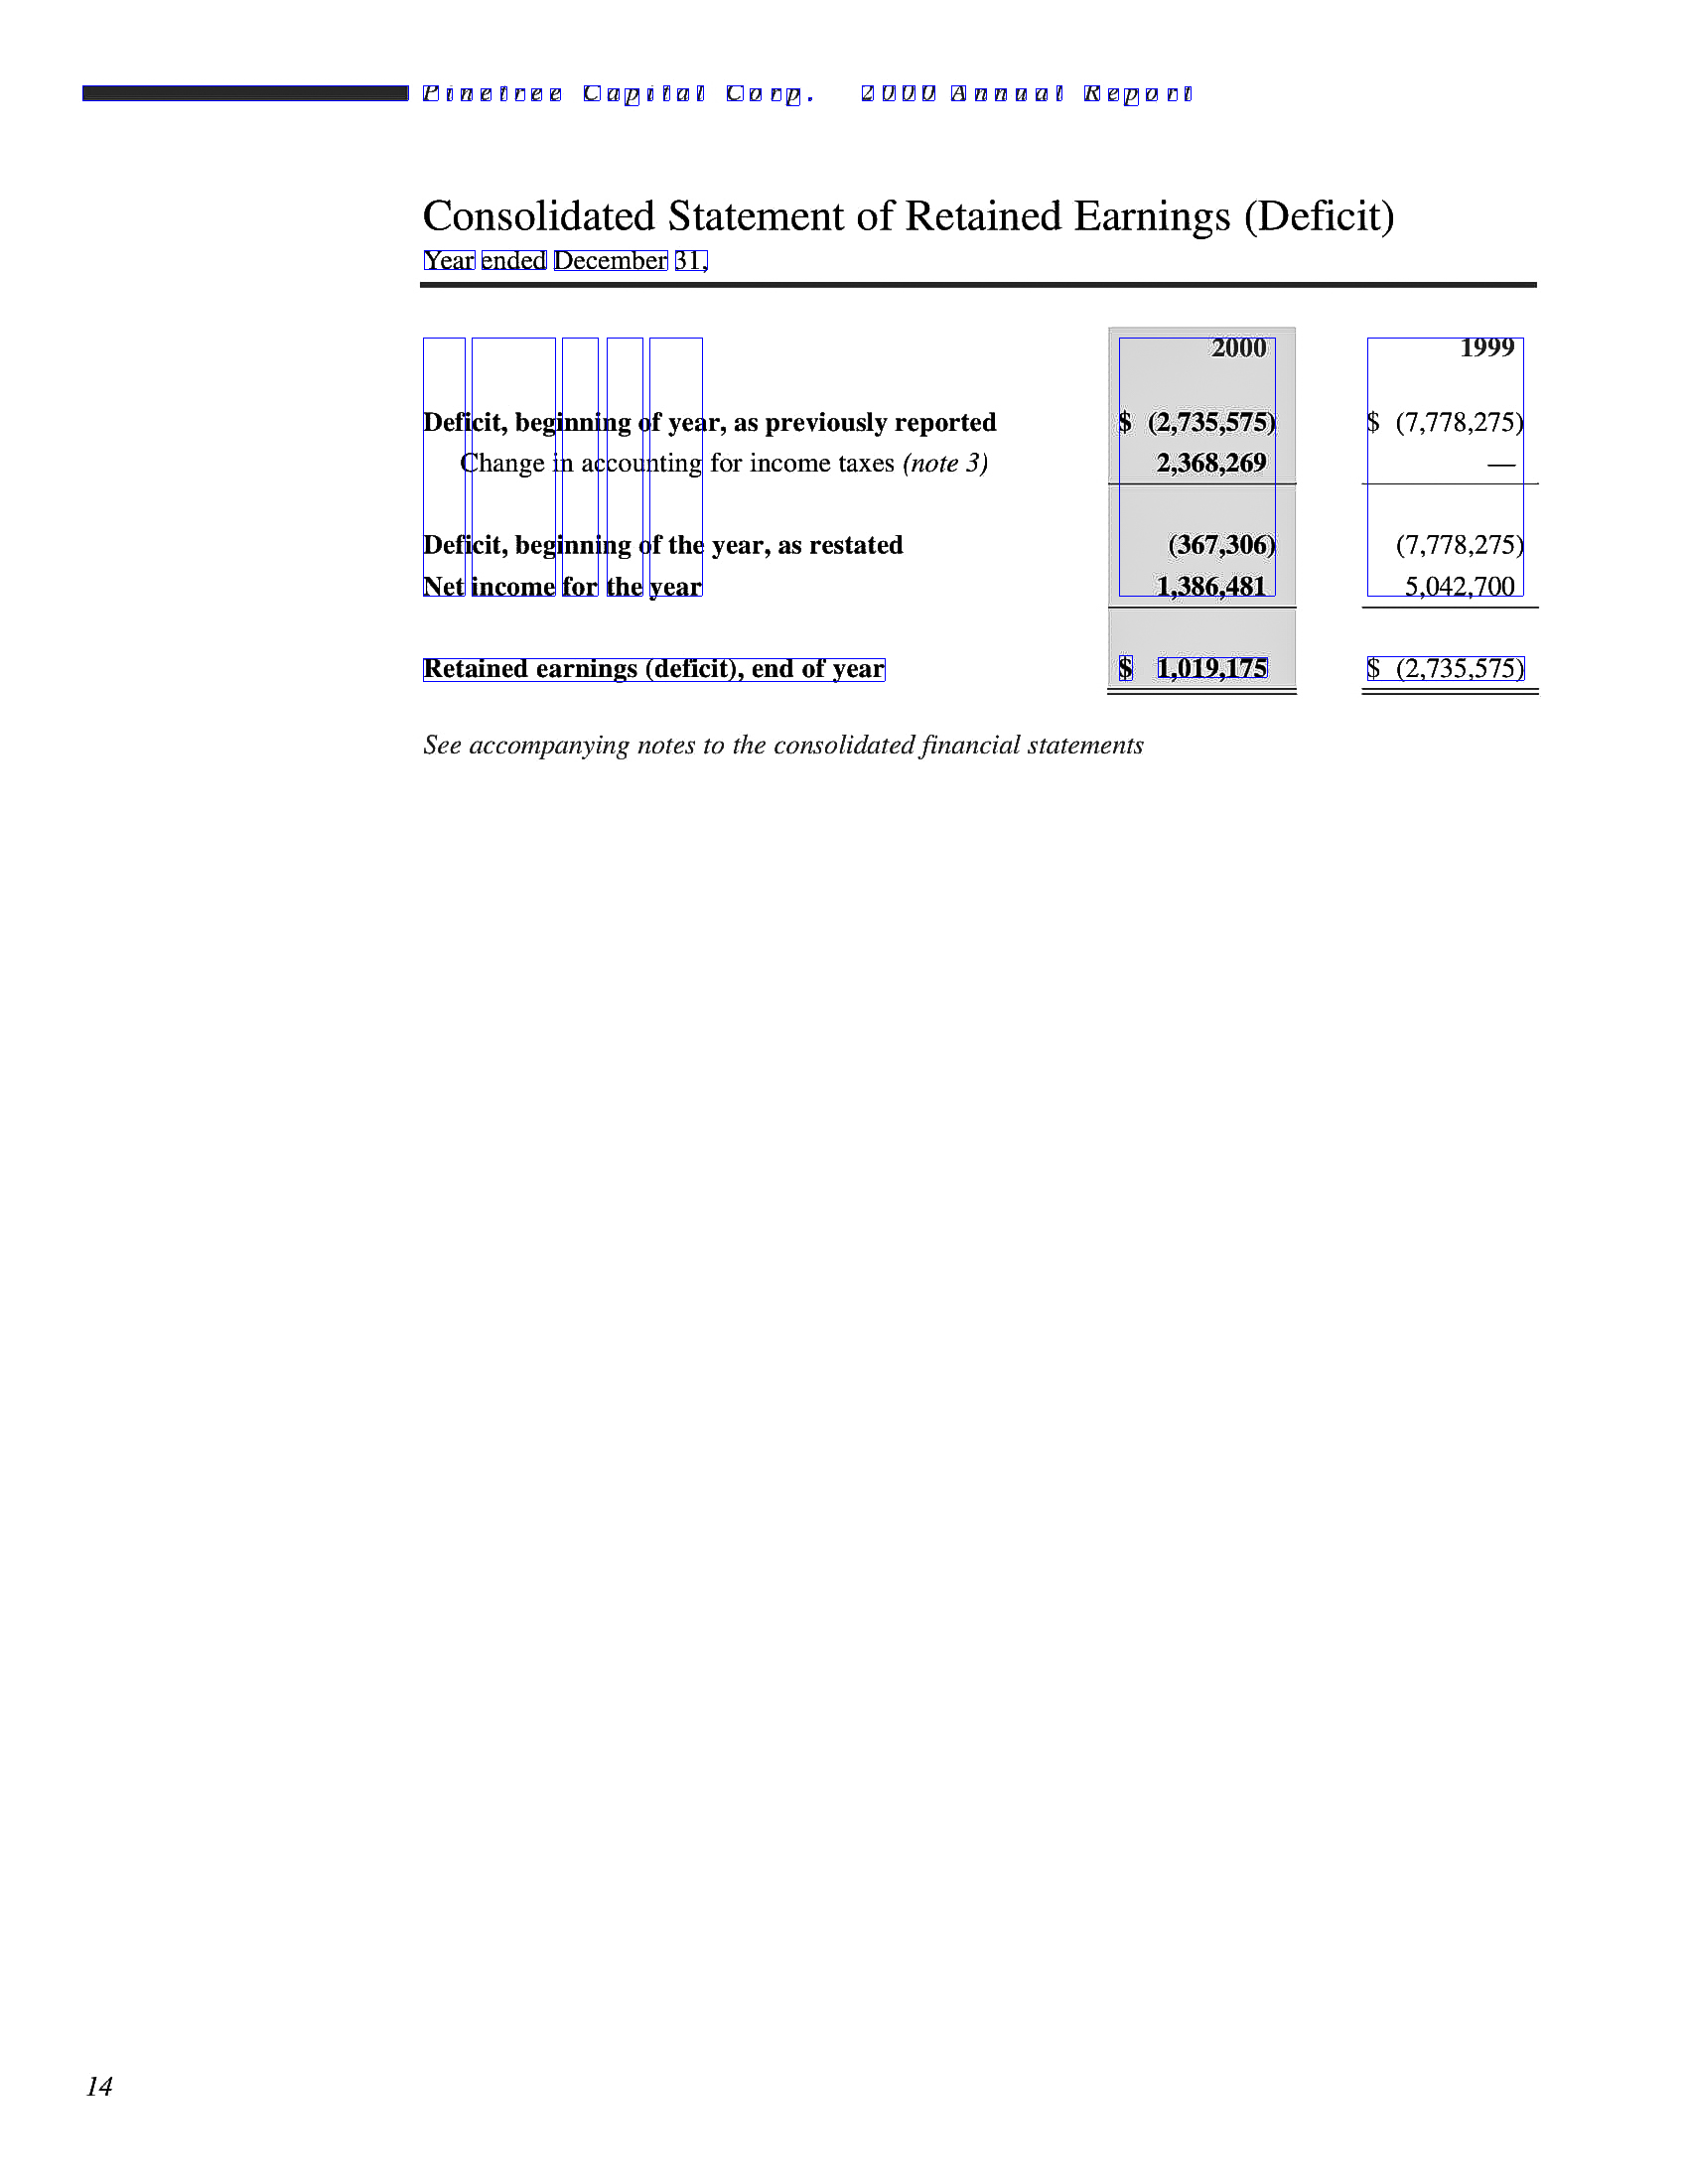 Pinetree Capital Corp. 2000 Annual Report
Consolidated Statement of Retained Earnings (Deficit)
Year ended December 31,
2000 1999
Deficit, beginning of year, as previously reported $ (2,735,575) $ (7,778,275)
Change in accounting for income taxes (note 3) 2,368,269 —
Deficit, beginning of the year, as restated (367,306) (7,778,275)
Net income for the year 1,386,481 5,042,700
Retained earnings (deficit), end of year $ 1,019,175 $ (2,735,575)
See accompanying notes to the consolidated financial statements
14